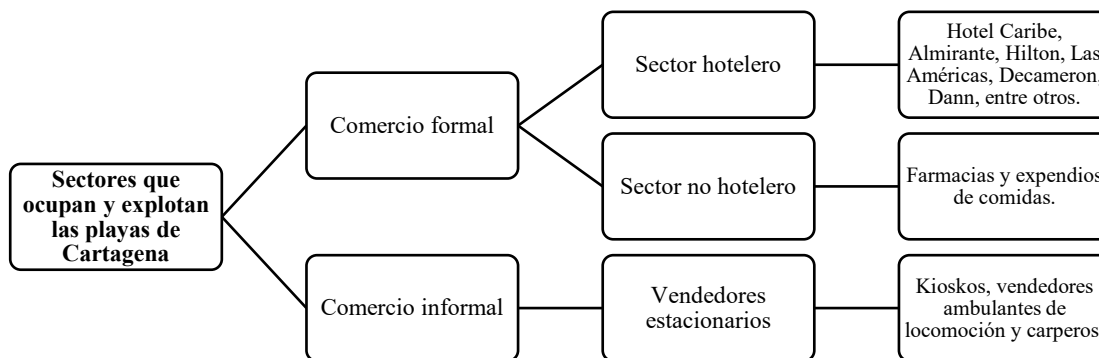 Sectores que
ocupan y explotan
las playas de
Cartagena
Comercio formal
Sector hotelero
Hotel Caribe,
Almirante, Hilton, Las
Américas, Decameron,
Dann, entre otros.
Sector no hotelero
Farmacias y expendios
de comidas.
Comercio informal
Vendedores
estacionarios
Kioskos, vendedores
ambulantes de
locomoción y carperos.